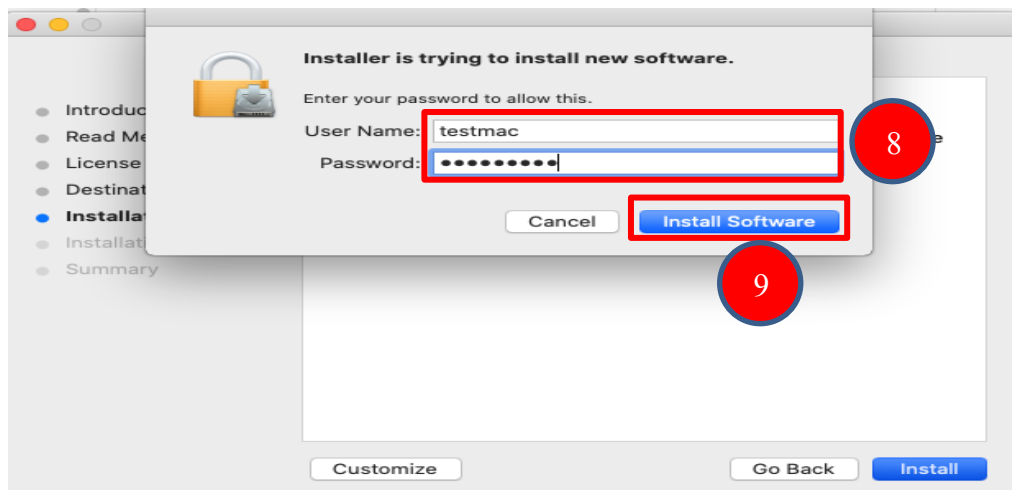 Installer is trying to install new software.
Enter your password to allow this.
User Name: testmac
Password: •••••••••
8
Cancel
Install Software
9
Introduc
Read Me
License
Destinat
Installa
Installati
Summary
e
Customize
Go Back
Install